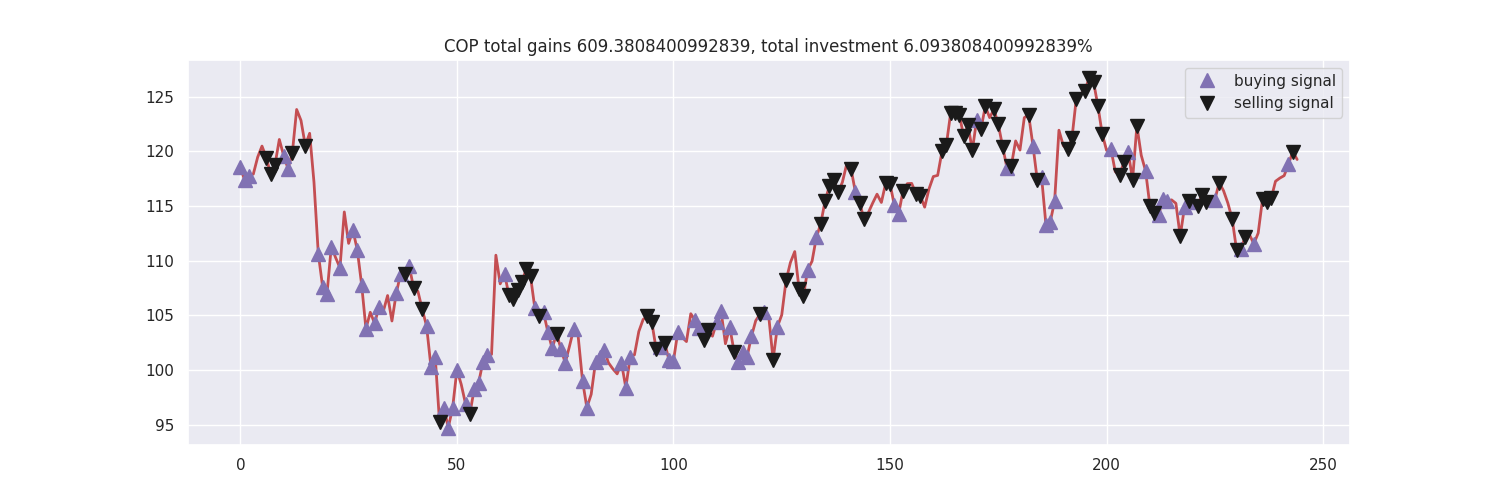 COP total gains 609.3808400992839, total investment 6.093808400992839%
buying signal
selling signal
125
120
115
110
105
100
95
0 50 100 150 200 250